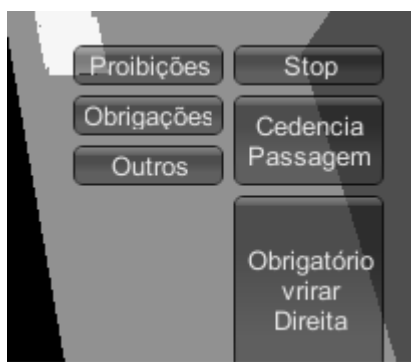 Proibições
Obrigações
Outros
Stop
Cedencia
Passagem
Obrigatório
vrirar
Direita